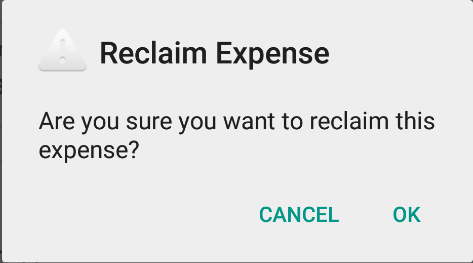 Reclaim Expense
Are you sure you want to reclaim this
expense?
CANCEL OK